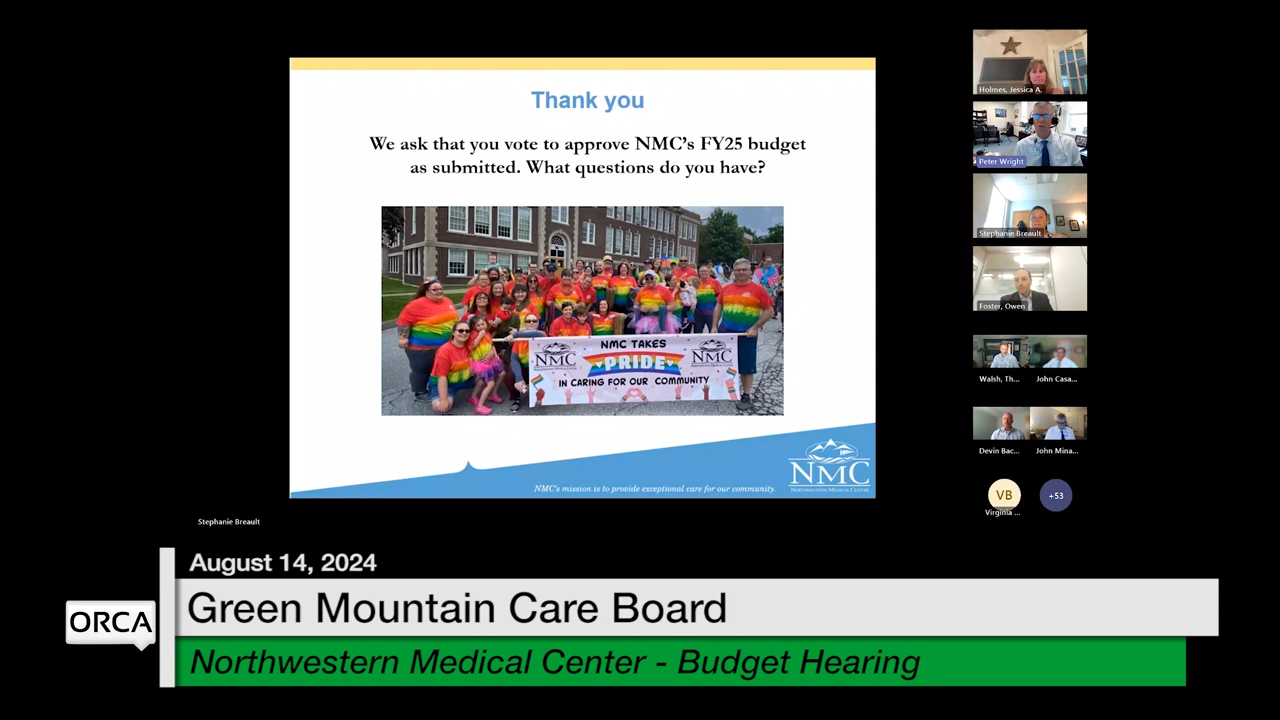 Thank you
We ask that you vote to approve NMC's FY25 budget
as submitted. What questions do you have?
NMC TAKES
NMC
PRIDE
NMC
IN CARING FOR OUR COMMUNITY
NMC
NORTHWESTERN MEDICAL CENTER
NMC's mission is to provide exceptional care for our community.
Holmes, Jessica A.
Peter Wright
Stephanie Breault
Foster, Owen
Walsh, Th...
John Casa...
Devin Bac...
John Mina...
VB
+53
Virginia ...
Stephanie Breault
August 14, 2024
ORCA
Green Mountain Care Board
Northwestern Medical Center - Budget Hearing